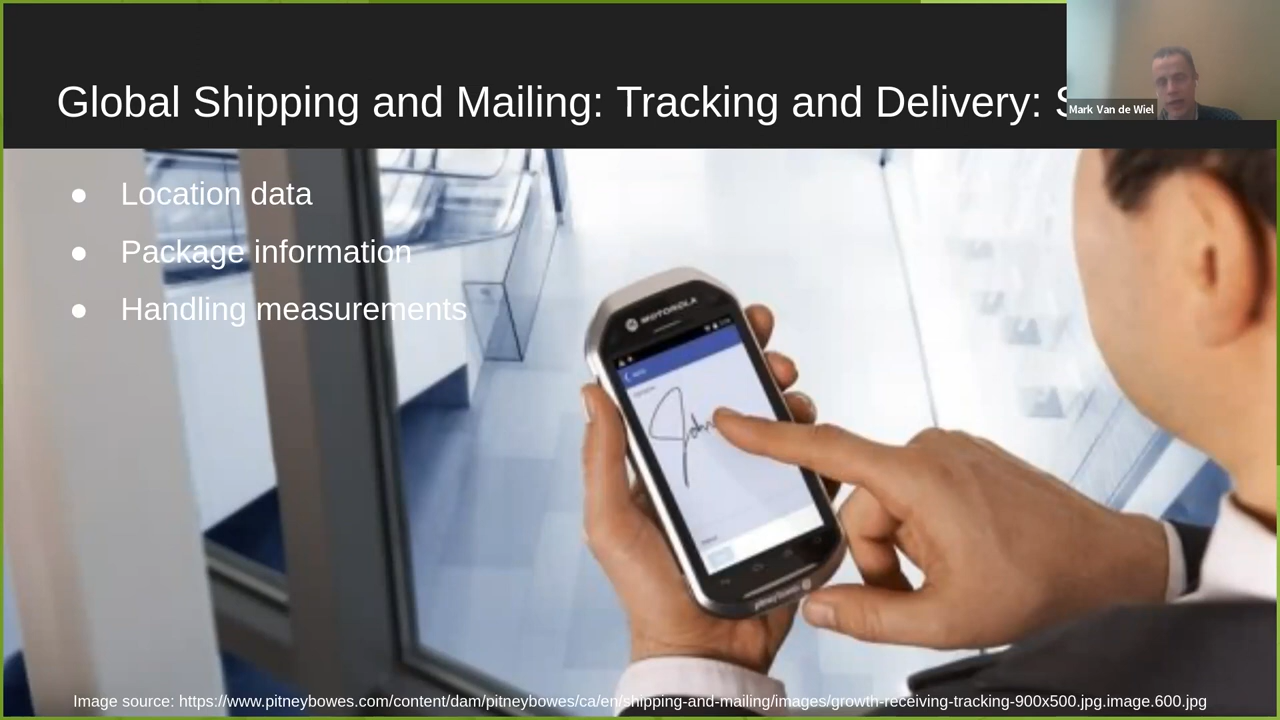 Global Shipping and Mailing: Tracking and Delivery: S
Mark Van de Wiel
● Location data
● Package information
● Handling measurements
MOTOROLA
John
pitneybowes
Image source: https://www.pitneybowes.com/content/dam/pitneybowes/ca/en/shipping-and-mailing/images/growth-receiving-tracking-900x500.jpg.image.600.jpg